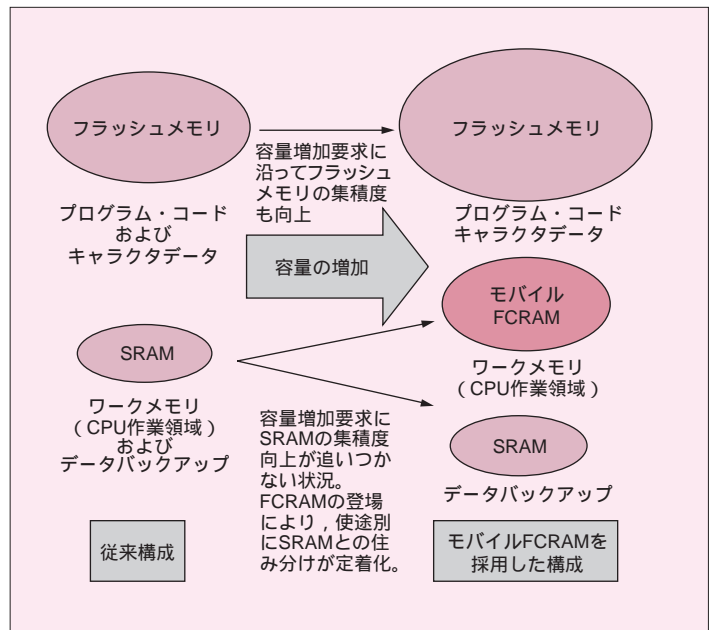 フラッシュメモリ
フラッシュメモリ
容量増加要求に
沿ってフラッシュ
メモリの集積度
も向上
プログラム・コード
および
キャラクタデータ
プログラム・コード
キャラクタデータ
容量の増加
モバイル
FCRAM
SRAM
ワークメモリ
(CPU作業領域)
ワークメモリ
(CPU作業領域)
および
データバックアップ
容量増加要求に
SRAMの集積度
向上が追いつか
ない状況。
FCRAMの登場
により,使途別
にSRAMとの住
み分けが定着化。
SRAM
データバックアップ
従来構成
モバイルFCRAMを
採用した構成